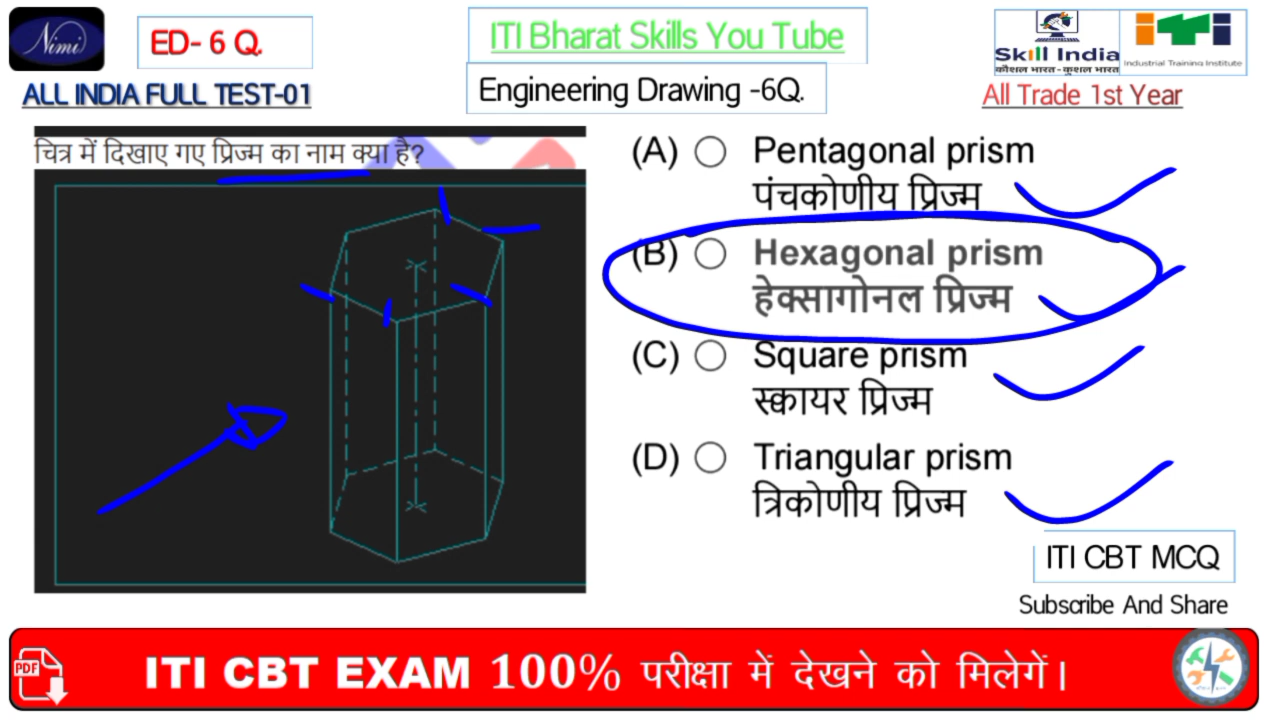 Nimi
ED- 6 Q.
ITI Bharat Skills You Tube
Skill India
कौशल भारत - कुशल भारत
iTi
Industrial Training Institute
ALL INDIA FULL TEST-01
Engineering Drawing -6Q.
All Trade 1st Year
चित्र में दिखाए गए प्रिज्म का नाम क्या है?
(A) Pentagonal prism
पंचकोणीय प्रिज्म
(B) Hexagonal prism
हेक्सागोनल प्रिज्म
(C) Square prism
स्क्वायर प्रिज्म
(D) Triangular prism
त्रिकोणीय प्रिज्म
ITI CBT MCQ
Subscribe And Share
PDF
ITI CBT EXAM 100% परीक्षा में देखने को मिलेगें।